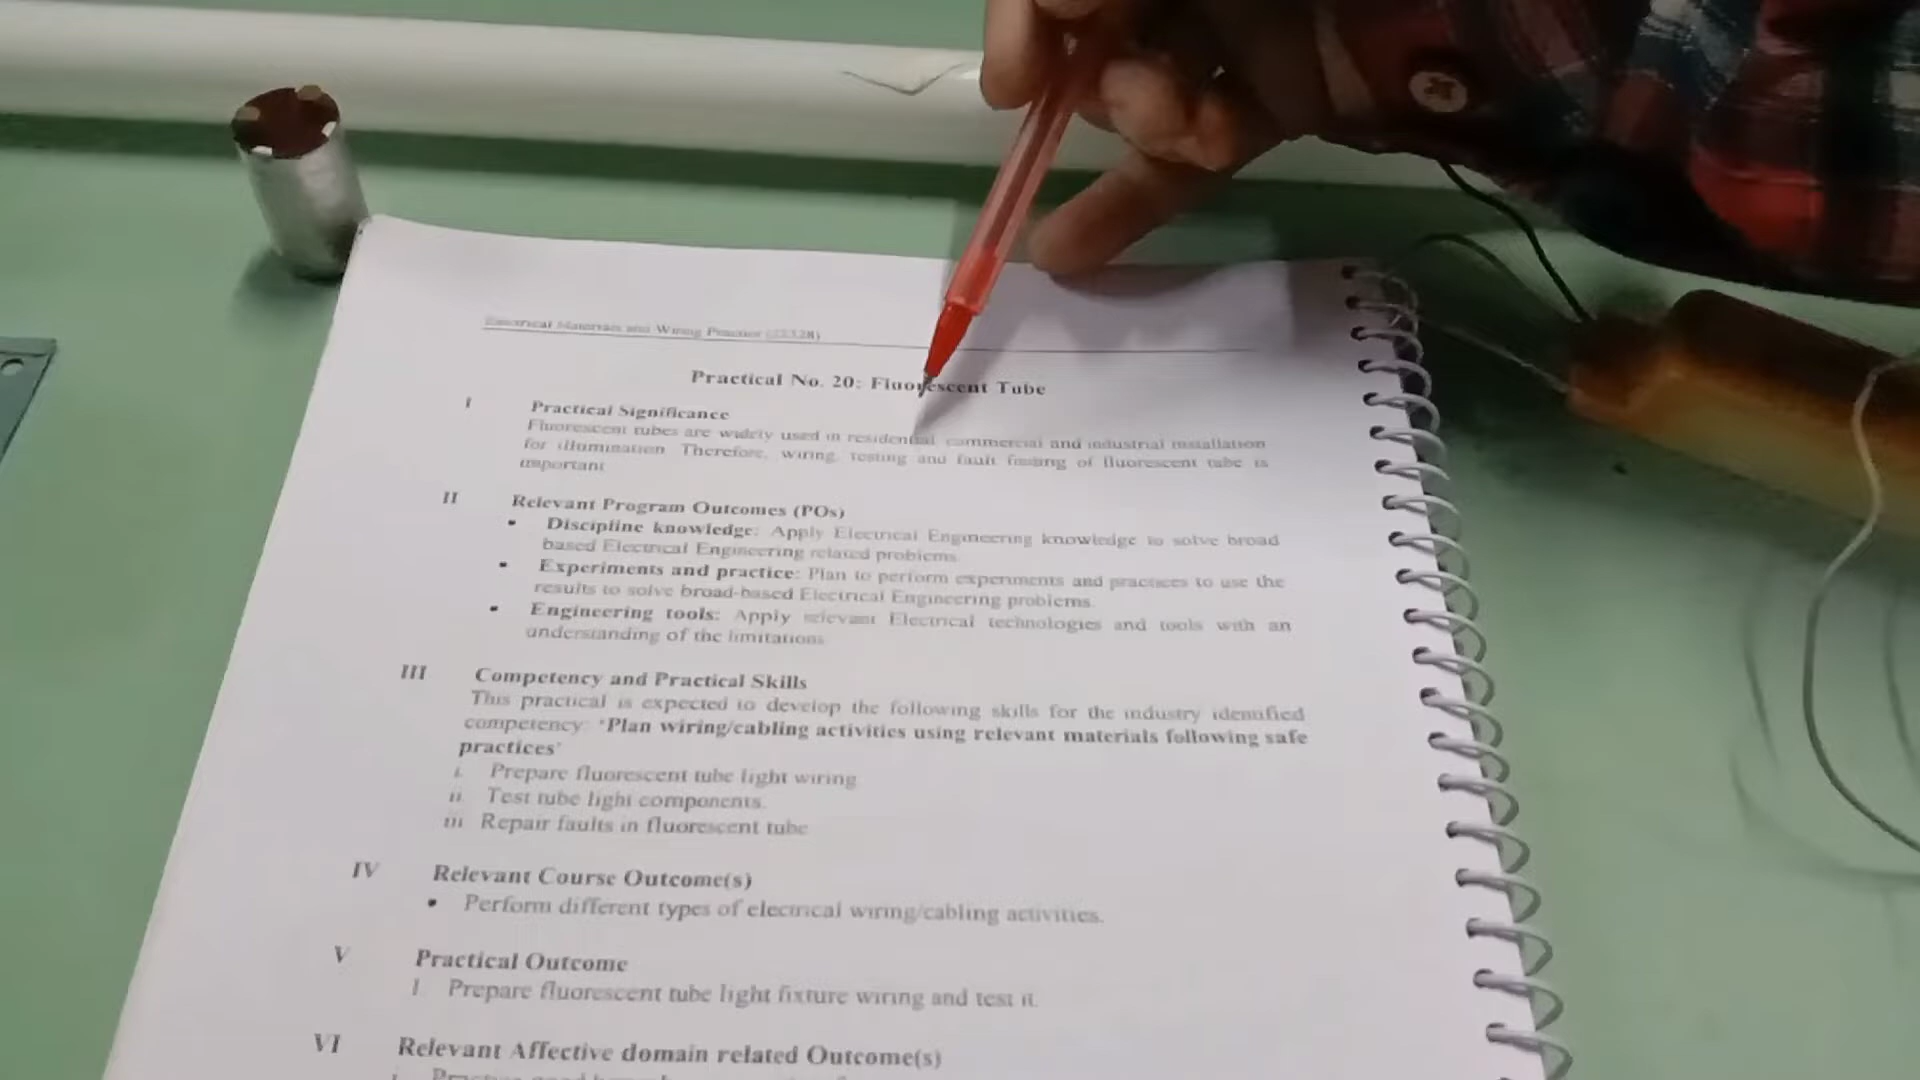 Electrical Materials and Wiring Practice (22328)
Practical No. 20: Fluorescent Tube
I Practical Significance
Fluorescent tubes are widely used in residential commercial and industrial installation
for illumination. Therefore, wiring, testing and fault finding of fluorescent tube is
important
II Relevant Program Outcomes (POs)
• Discipline knowledge: Apply Electrical Engineering knowledge to solve broad
based Electrical Engineering related problems.
• Experiments and practice: Plan to perform experiments and practices to use the
results to solve broad-based Electrical Engineering problems.
• Engineering tools: Apply relevant Electrical technologies and tools with an
understanding of the limitations
III Competency and Practical Skills
This practical is expected to develop the following skills for the industry identified
competency: 'Plan wiring/cabling activities using relevant materials following safe
practices'
i. Prepare fluorescent tube light wiring
ii. Test tube light components.
iii Repair faults in fluorescent tube
IV Relevant Course Outcome(s)
• Perform different types of electrical wiring/cabling activities.
V Practical Outcome
1 Prepare fluorescent tube light fixture wiring and test it.
VI Relevant Affective domain related Outcome(s)